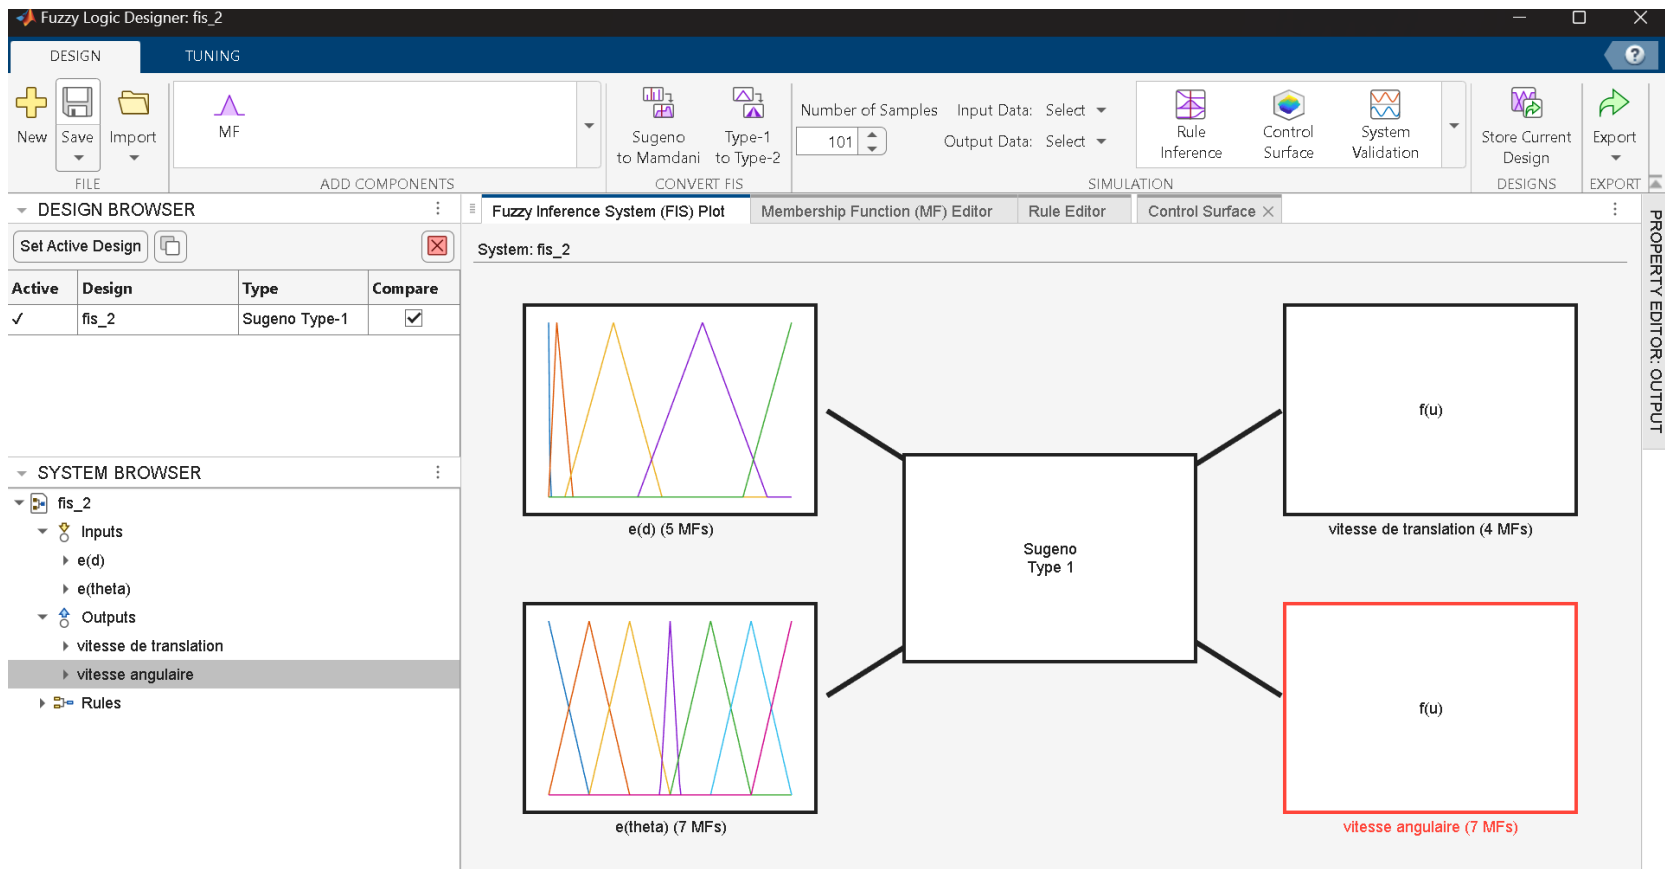 Fuzzy Logic Designer: fis_2
DESIGN
TUNING
New
Save
Import
FILE
MF
ADD COMPONENTS
Sugeno
to Mamdani
Type-1
to Type-2
CONVERT FIS
Number of Samples
101
Input Data: Select
Output Data: Select
Rule
Inference
Control
Surface
System
Validation
SIMULATION
Store Current
Design
DESIGNS
Export
EXPORT
DESIGN BROWSER
Set Active Design
Active Design Type Compare
fis_2 Sugeno Type-1
SYSTEM BROWSER
fis_2
Inputs
e(d)
e(theta)
Outputs
vitesse de translation
vitesse angulaire
Rules
Fuzzy Inference System (FIS) Plot
Membership Function (MF) Editor
Rule Editor
Control Surface
System: fis_2
e(d) (5 MFs)
e(theta) (7 MFs)
Sugeno
Type 1
f(u)
vitesse de translation (4 MFs)
f(u)
vitesse angulaire (7 MFs)
PROPERTY EDITOR: OUTPUT